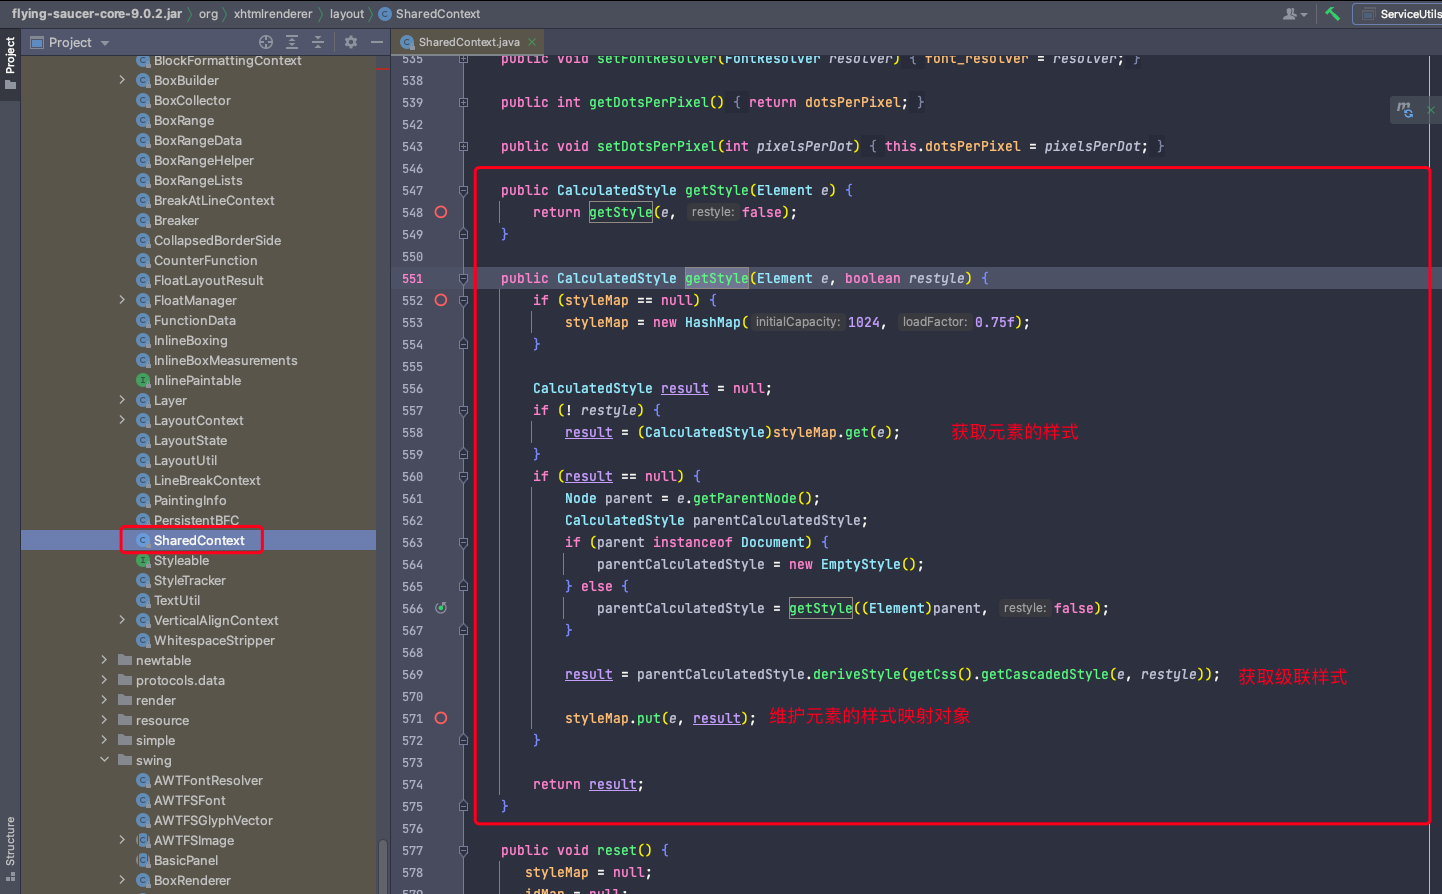 flying-saucer-core-9.0.2.jar › org › xhtmlrenderer › layout › SharedContext
ServiceUtils
Project
Project
SharedContext.java
BlockFormattingContext
BoxBuilder
BoxCollector
BoxRange
BoxRangeData
BoxRangeHelper
BoxRangeLists
BreakAtLineContext
Breaker
CollapsedBorderSide
CounterFunction
FloatLayoutResult
FloatManager
FunctionData
InlineBoxing
InlineBoxMeasurements
InlinePaintable
Layer
LayoutContext
LayoutState
LayoutUtil
LineBreakContext
PaintingInfo
PersistentBFC
SharedContext
Styleable
StyleTracker
TextUtil
VerticalAlignContext
WhitespaceStripper
newtable
protocols.data
render
resource
simple
swing
AWTFontResolver
AWTFSFont
AWTFSGlyphVector
AWTFSImage
BasicPanel
BoxRenderer
Structure
535 public void setFontResolver(FontResolver resolver) { font_resolver = resolver; }
538
539 public int getDotsPerPixel() { return dotsPerPixel; }
542
543 public void setDotsPerPixel(int pixelsPerDot) { this.dotsPerPixel = pixelsPerDot; }
546
547 public CalculatedStyle getStyle(Element e) {
548 return getStyle(e, restyle: false);
549 }
550
551 public CalculatedStyle getStyle(Element e, boolean restyle) {
552 if (styleMap == null) {
553 styleMap = new HashMap( initialCapacity: 1024, loadFactor: 0.75f);
554 }
555
556 CalculatedStyle result = null;
557 if (! restyle) {
558 result = (CalculatedStyle)styleMap.get(e); 获取元素的样式
559 }
560 if (result == null) {
561 Node parent = e.getParentNode();
562 CalculatedStyle parentCalculatedStyle;
563 if (parent instanceof Document) {
564 parentCalculatedStyle = new EmptyStyle();
565 } else {
566 parentCalculatedStyle = getStyle((Element)parent, restyle: false);
567 }
568
569 result = parentCalculatedStyle.deriveStyle(getCss().getCascadedStyle(e, restyle)); 获取级联样式
570
571 styleMap.put(e, result); 维护元素的样式映射对象
572 }
573
574 return result;
575 }
576
577 public void reset() {
578 styleMap = null;
579 idMap = null;
m